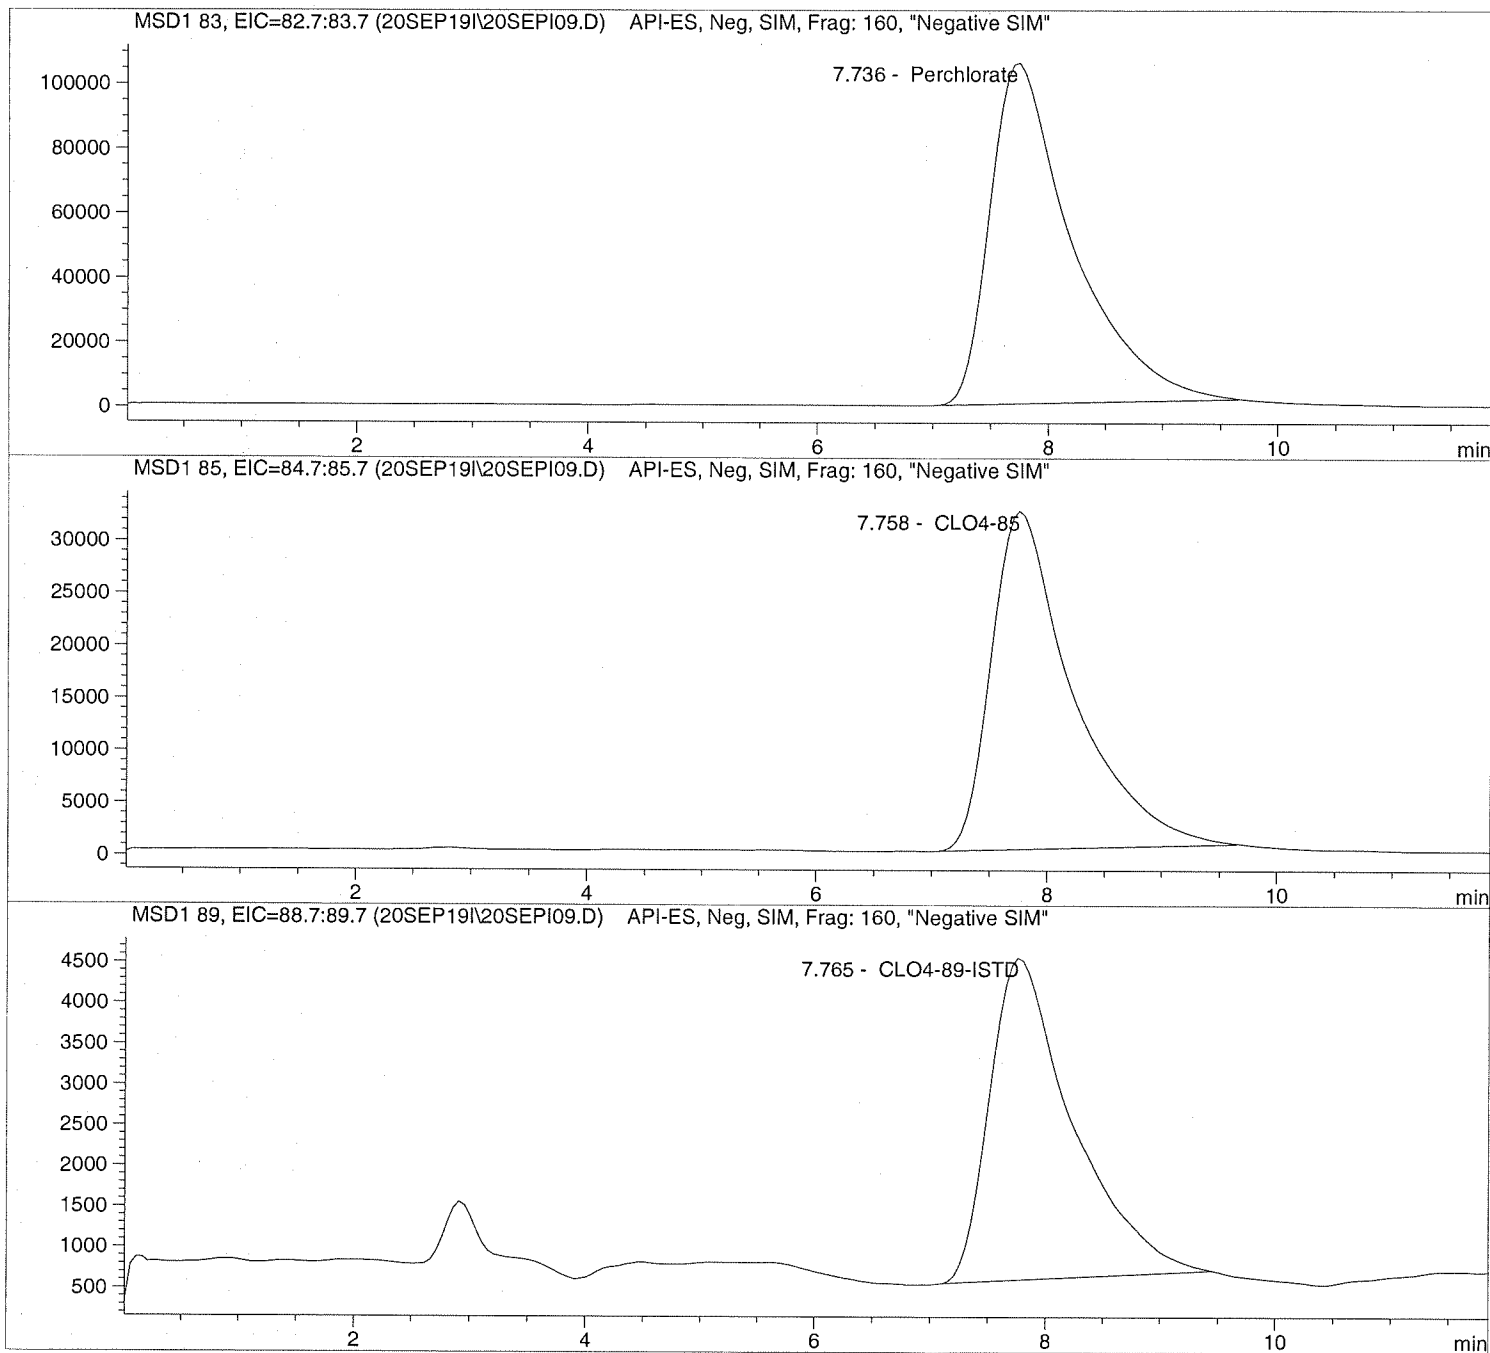 MSD1 83, EIC=82.7:83.7 (20SEP19I\20SEPI09.D) API-ES, Neg, SIM, Frag: 160, "Negative SIM"
7.736 - Perchlorate
100000
80000
60000
40000
20000
0
2 4 6 8 10 min
MSD1 85, EIC=84.7:85.7 (20SEP19I\20SEPI09.D) API-ES, Neg, SIM, Frag: 160, "Negative SIM"
7.758 - CLO4-85
30000
25000
20000
15000
10000
5000
0
2 4 6 8 10 min
MSD1 89, EIC=88.7:89.7 (20SEP19I\20SEPI09.D) API-ES, Neg, SIM, Frag: 160, "Negative SIM"
7.765 - CLO4-89-ISTD
4500
4000
3500
3000
2500
2000
1500
1000
500
2 4 6 8 10 min